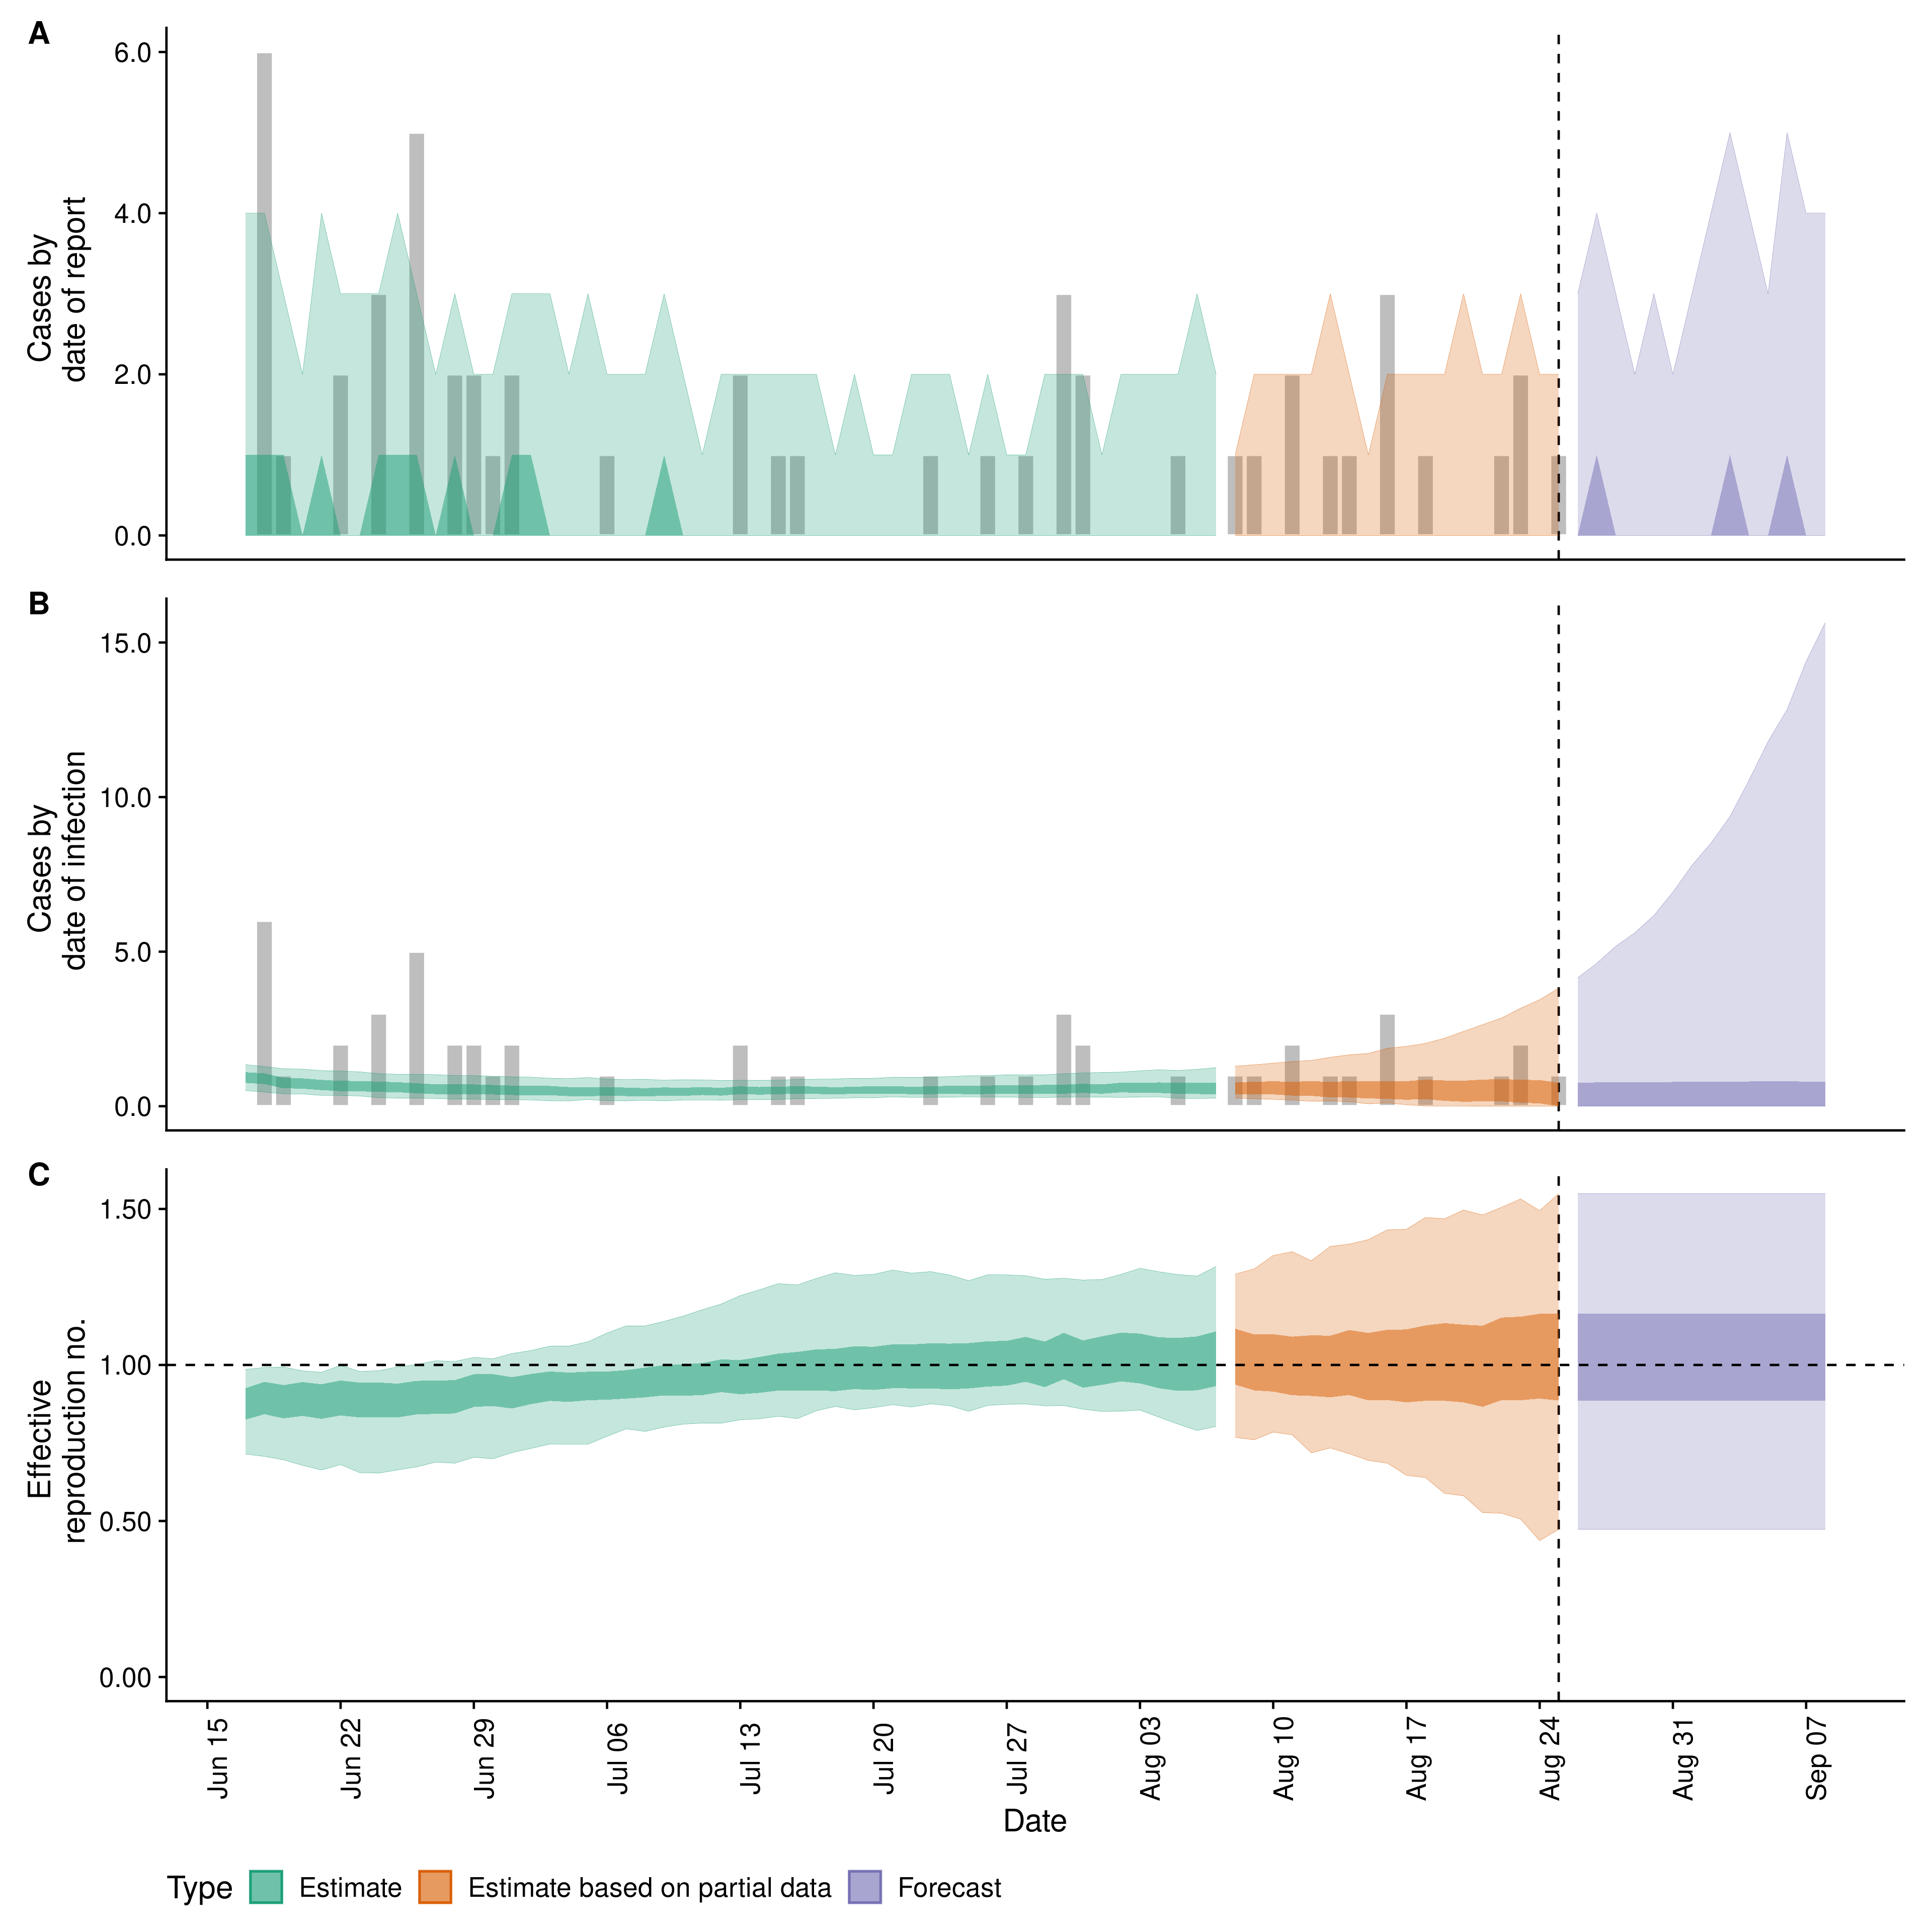 A
Cases by
date of report
6.0
4.0
2.0
0.0
B
Cases by
date of infection
15.0
10.0
5.0
0.0
C
Effective
reproduction no.
1.50
1.00
0.50
0.00
Jun 15
Jun 22
Jun 29
Jul 06
Jul 13
Jul 20
Jul 27
Aug 03
Aug 10
Aug 17
Aug 24
Aug 31
Sep 07
Date
Type
Estimate
Estimate based on partial data
Forecast